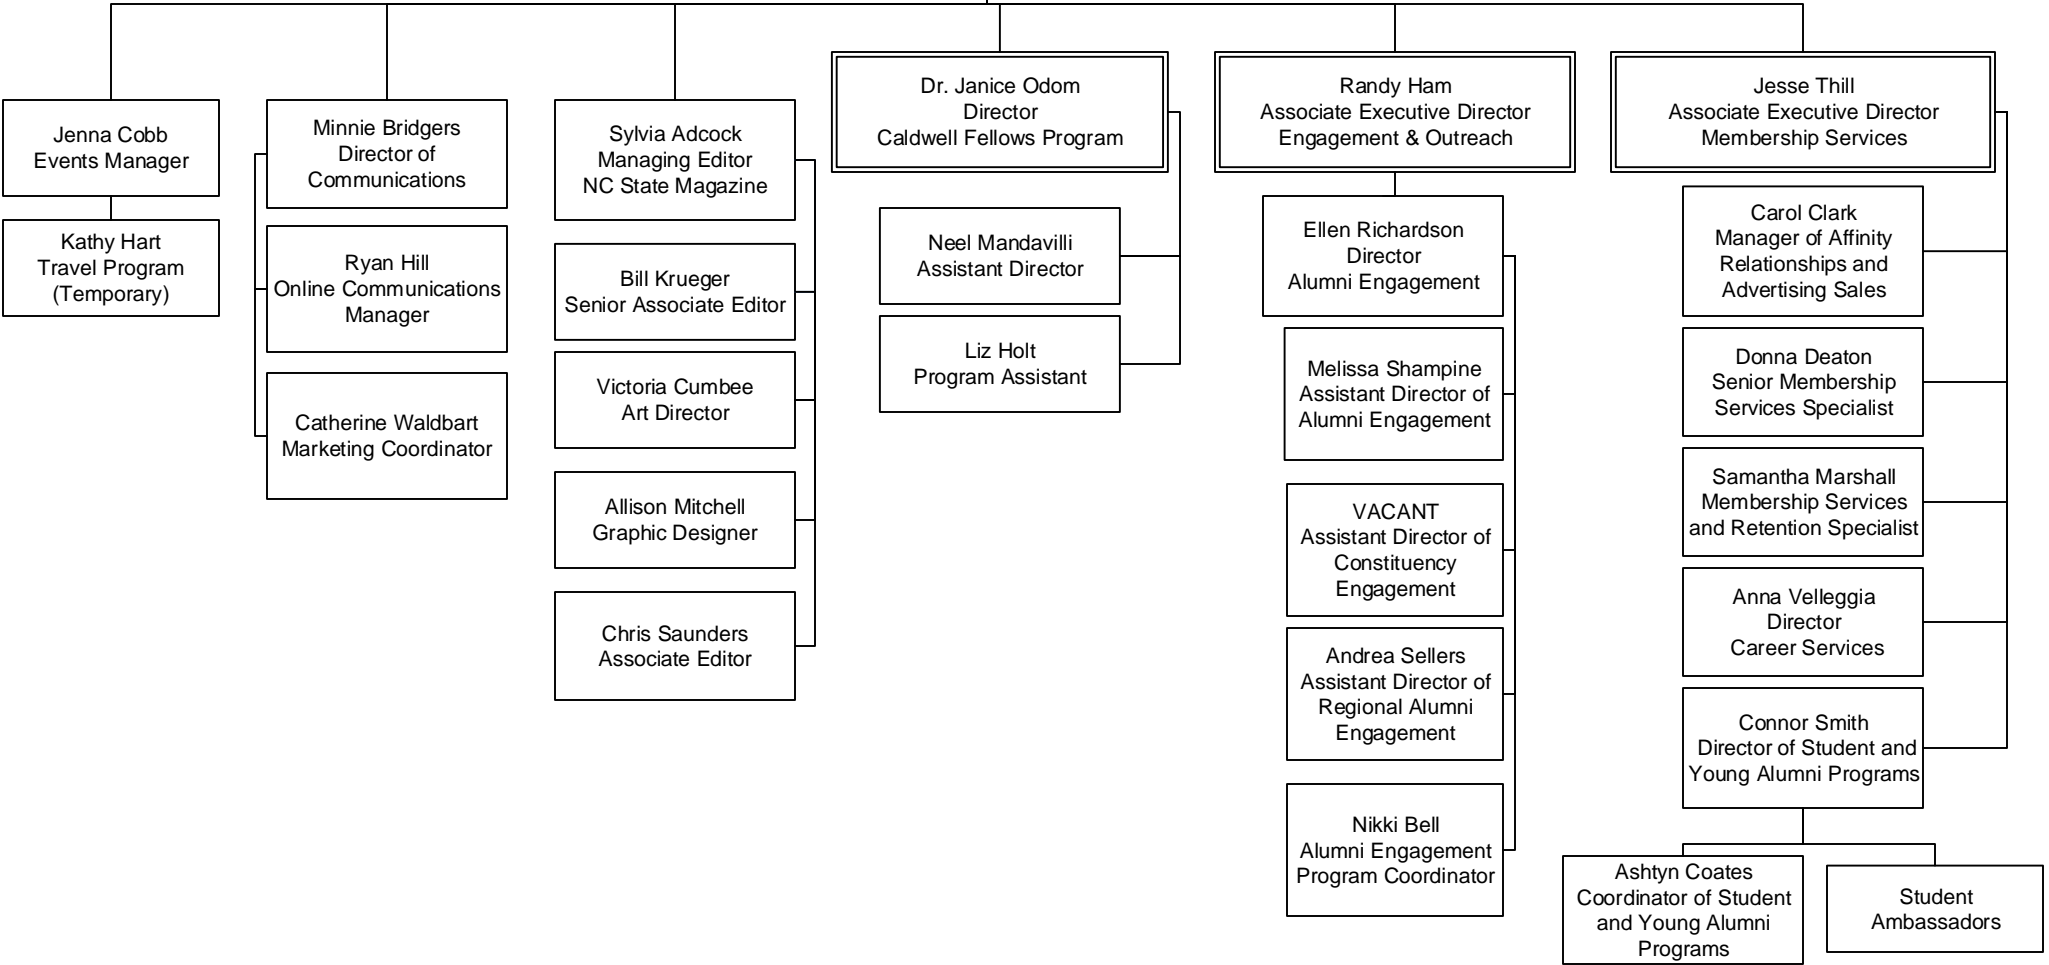 Jenna Cobb
Events Manager
Kathy Hart
Travel Program
(Temporary)
Minnie Bridgers
Director of
Communications
Ryan Hill
Online Communications
Manager
Catherine Waldbart
Marketing Coordinator
Sylvia Adcock
Managing Editor
NC State Magazine
Bill Krueger
Senior Associate Editor
Victoria Cumbee
Art Director
Allison Mitchell
Graphic Designer
Chris Saunders
Associate Editor
Dr. Janice Odom
Director
Caldwell Fellows Program
Neel Mandavilli
Assistant Director
Liz Holt
Program Assistant
Randy Ham
Associate Executive Director
Engagement & Outreach
Ellen Richardson
Director
Alumni Engagement
Melissa Shampine
Assistant Director of
Alumni Engagement
VACANT
Assistant Director of
Constituency
Engagement
Andrea Sellers
Assistant Director of
Regional Alumni
Engagement
Nikki Bell
Alumni Engagement
Program Coordinator
Jesse Thill
Associate Executive Director
Membership Services
Carol Clark
Manager of Affinity
Relationships and
Advertising Sales
Donna Deaton
Senior Membership
Services Specialist
Samantha Marshall
Membership Services
and Retention Specialist
Anna Velleggia
Director
Career Services
Connor Smith
Director of Student and
Young Alumni Programs
Ashtyn Coates
Coordinator of Student
and Young Alumni
Programs
Student
Ambassadors